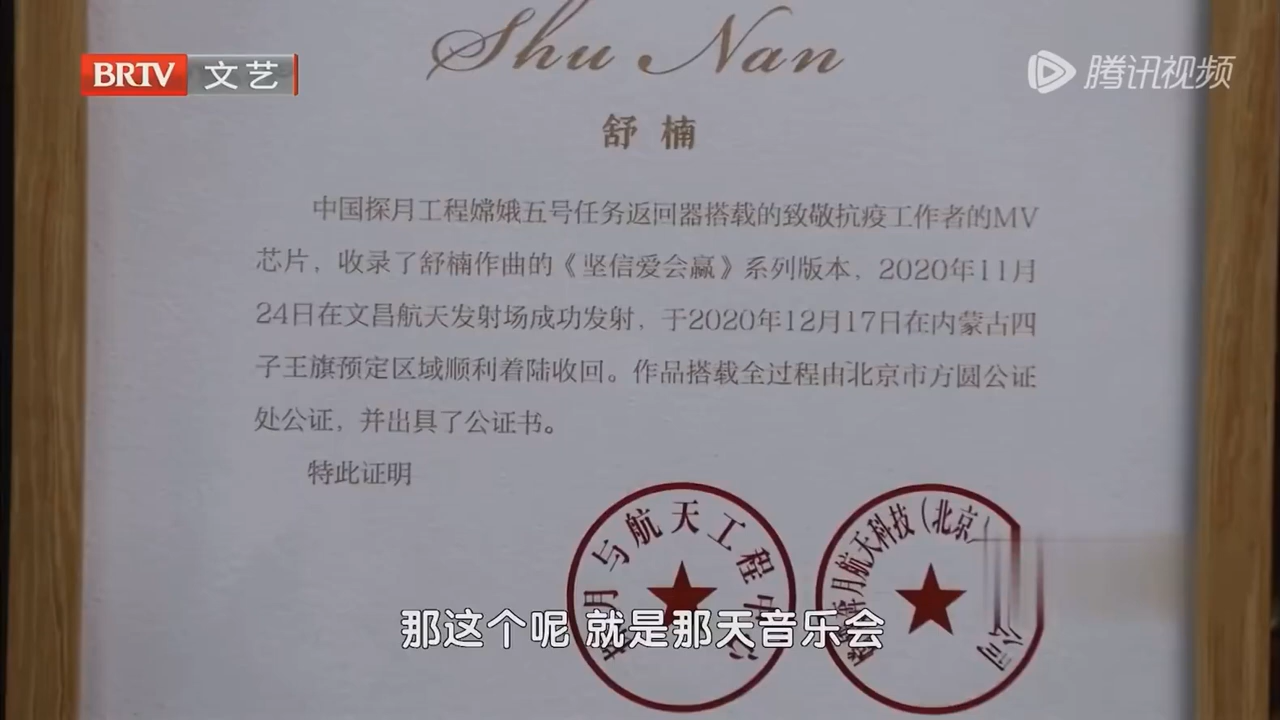 Shu Nan
BRTV 文艺
腾讯视频
舒楠
中国探月工程嫦娥五号任务返回器搭载的致敬抗疫工作者的MV
芯片，收录了舒楠作曲的《坚信爱会赢》系列版本，2020年11月
24日在文昌航天发射场成功发射，于2020年12月17日在内蒙古四
子王旗预定区域顺利着陆收回。作品搭载全过程由北京市方圆公证
处公证，并出具了公证书。
特此证明
月与航天工程中心
月航天科技（北京）
公司
那这个呢 就是那天音乐会